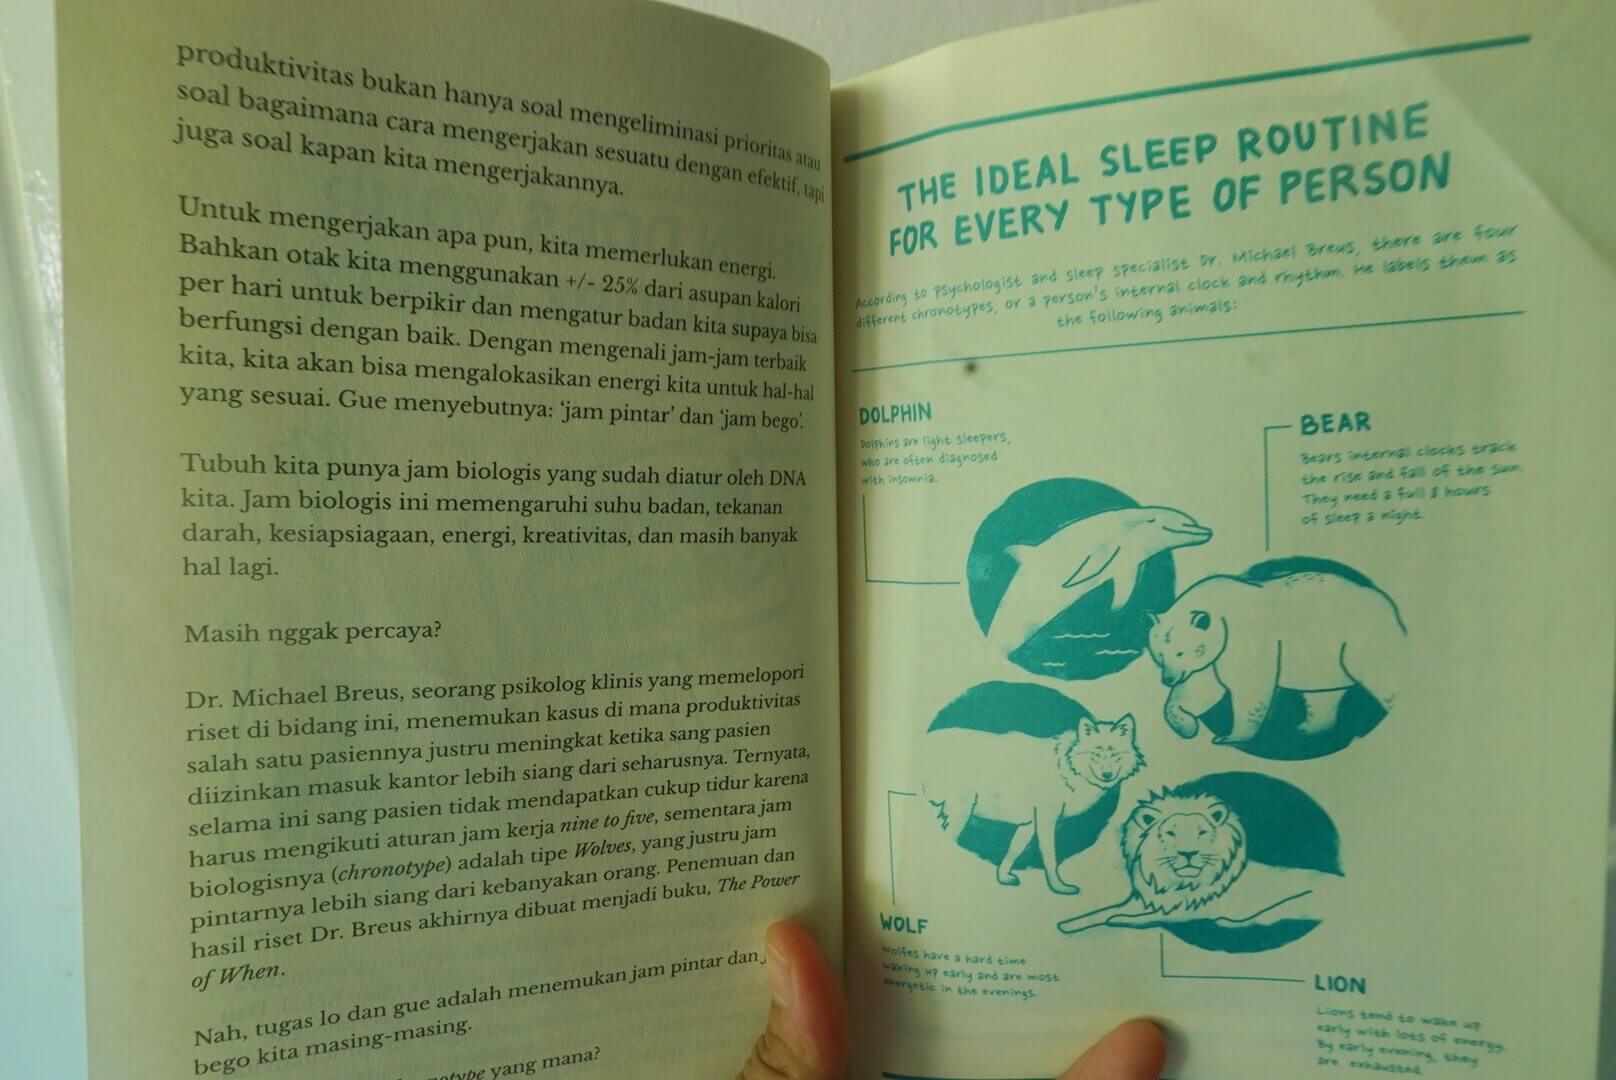 produktivitas bukan hanya soal mengeliminasi prioritas atau
soal bagaimana cara mengerjakan sesuatu dengan efektif, tapi
juga soal kapan kita mengerjakannya.
Untuk mengerjakan apa pun, kita memerlukan energi.
Bahkan otak kita menggunakan +/- 25% dari asupan kalori
per hari untuk berpikir dan mengatur badan kita supaya bisa
berfungsi dengan baik. Dengan mengenali jam-jam terbaik
kita, kita akan bisa mengalokasikan energi kita untuk hal-hal
yang sesuai. Gue menyebutnya: ‘jam pintar’ dan ‘jam bego’.
Tubuh kita punya jam biologis yang sudah diatur oleh DNA
kita. Jam biologis ini memengaruhi suhu badan, tekanan
darah, kesiapsiagaan, energi, kreativitas, dan masih banyak
hal lagi.
Masih nggak percaya?
Dr. Michael Breus, seorang psikolog klinis yang memelopori
riset di bidang ini, menemukan kasus di mana produktivitas
salah satu pasiennya justru meningkat ketika sang pasien
diizinkan masuk kantor lebih siang dari seharusnya. Ternyata,
selama ini sang pasien tidak mendapatkan cukup tidur karena
harus mengikuti aturan jam kerja nine to five, sementara jam
biologisnya (chronotype) adalah tipe Wolves, yang justru jam
pintarnya lebih siang dari kebanyakan orang. Penemuan dan
hasil riset Dr. Breus akhirnya dibuat menjadi buku, The Power
of When.
Nah, tugas lo dan gue adalah menemukan jam pintar dan
bego kita masing-masing.
yang mana?
THE IDEAL SLEEP ROUTINE
FOR EVERY TYPE OF PERSON
According to psychologist and sleep specialist Dr. Michael Breus, there are four
different chronotypes, or a person's internal clock and rhythm. He labels them as
the following animals:
DOLPHIN
Dolphins are light sleepers,
who are often diagnosed
with insomnia.
BEAR
Bears internal clocks track
the rise and fall of the sun.
They need a full 8 hours
of sleep a night.
WOLF
Wolfes have a hard time
waking up early and are most
energetic in the evenings.
LION
Lions tend to wake up
early with lots of energy.
By early evening, they
are exhausted.